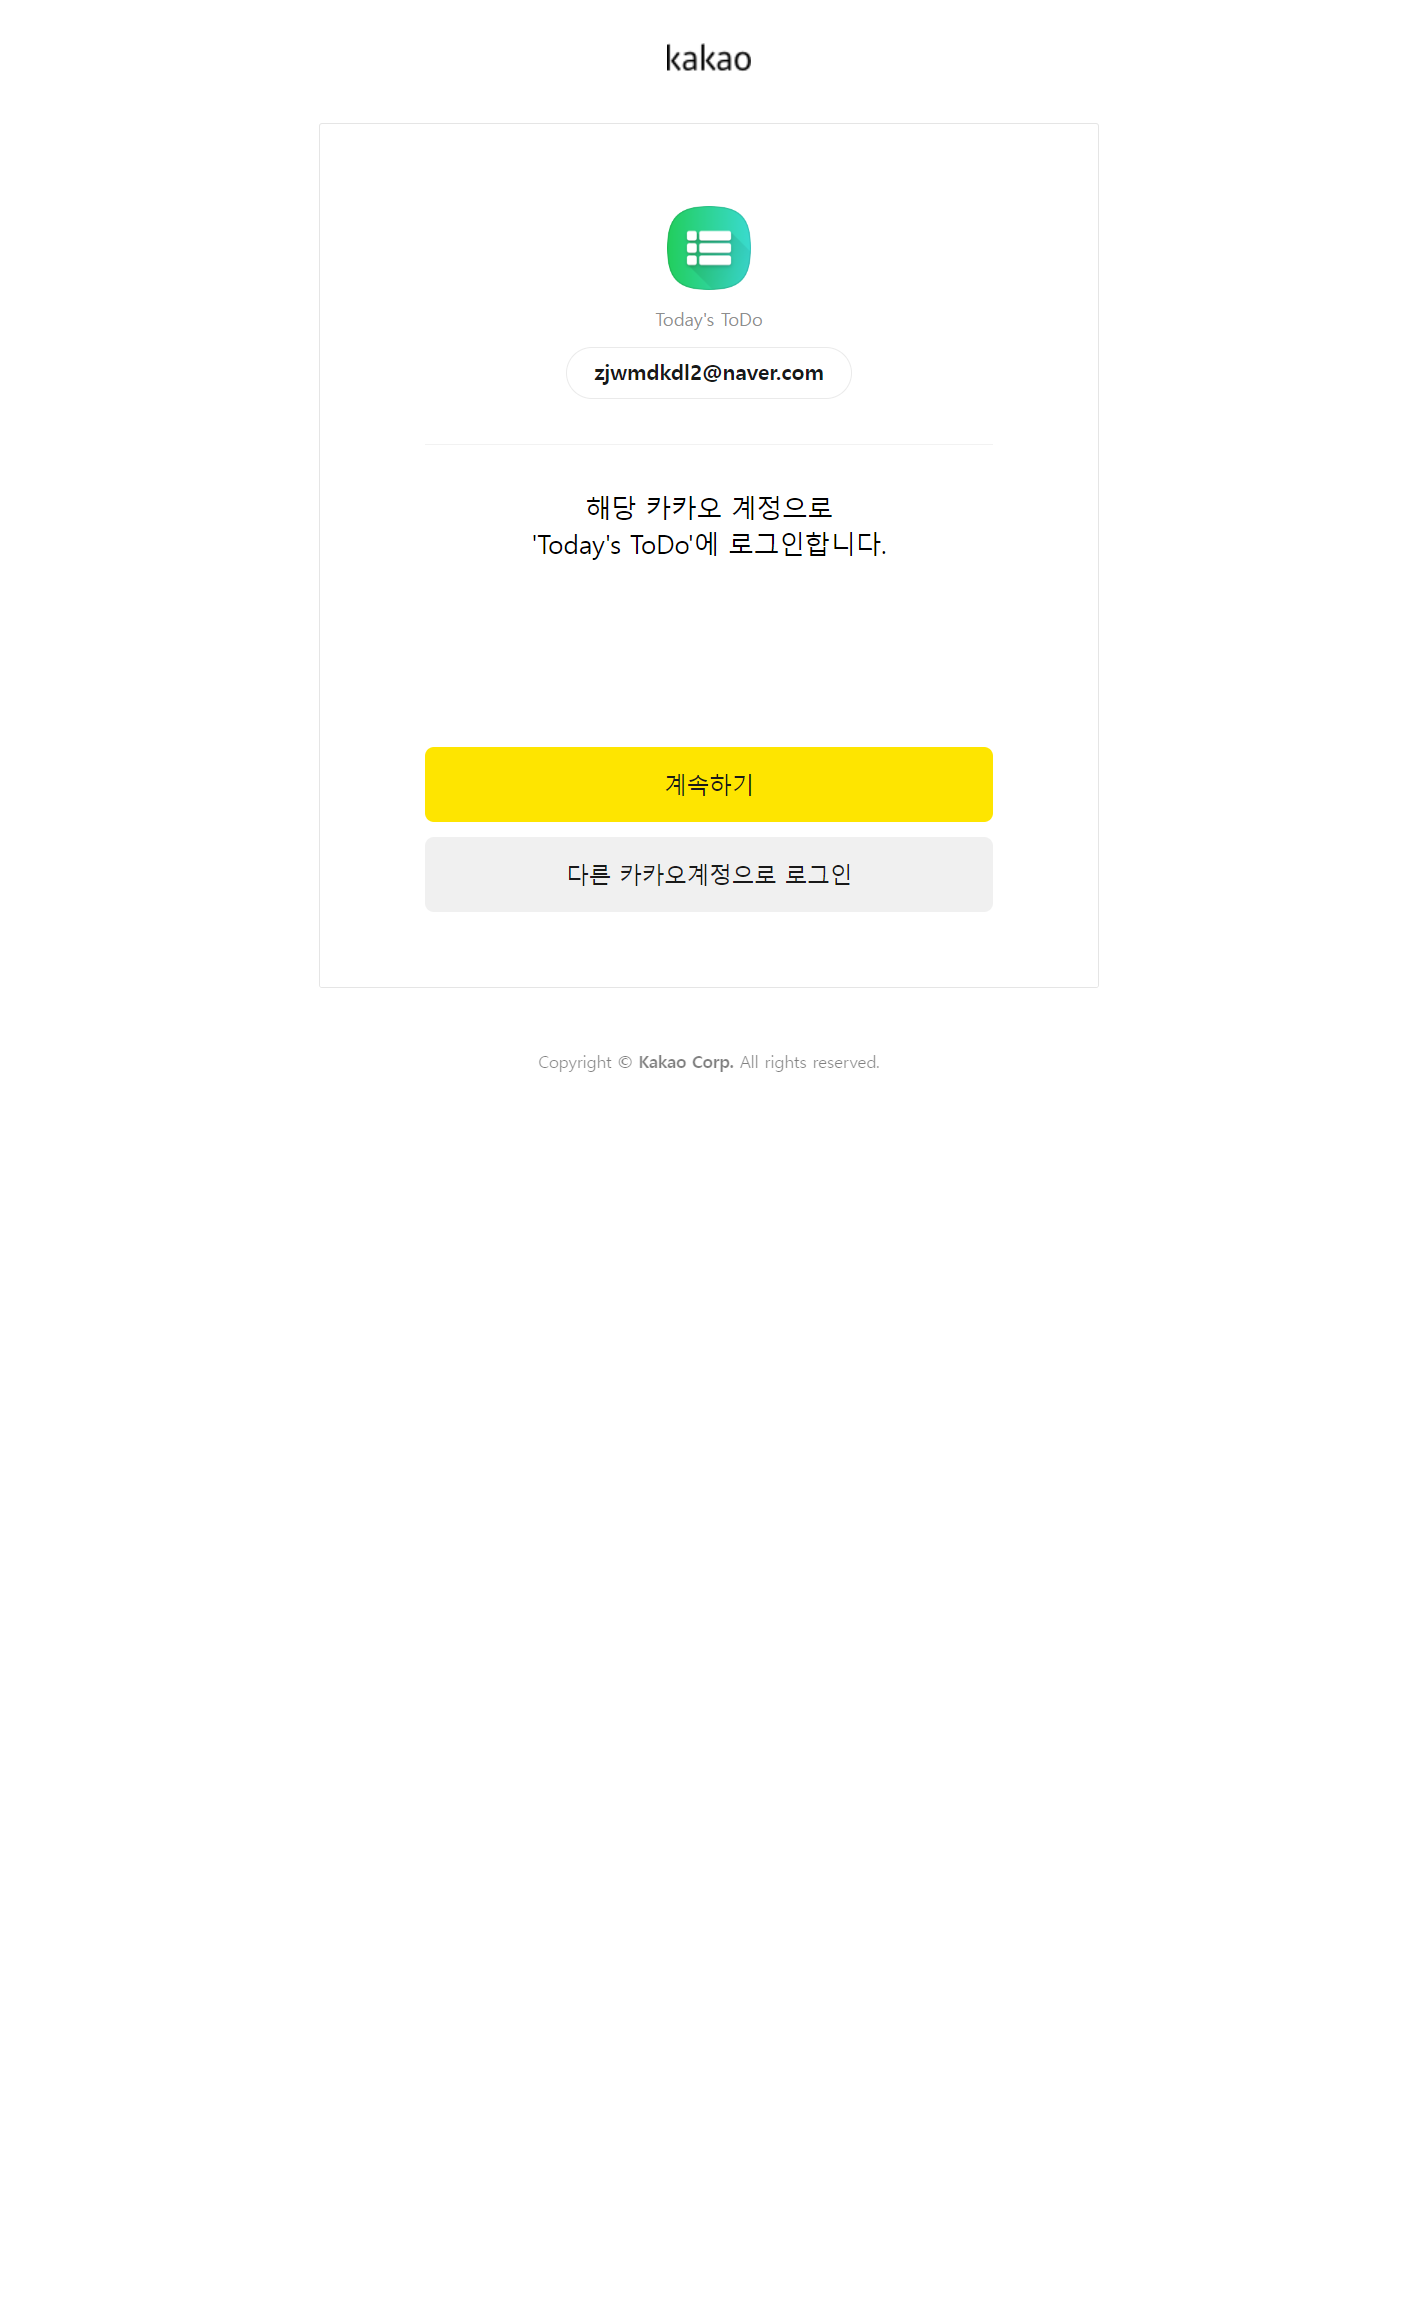 kakao
Today's ToDo
zjwmdkdl2@naver.com
해당 카카오 계정으로
'Today's ToDo'에 로그인합니다.
계속하기
다른 카카오계정으로 로그인
Copyright © Kakao Corp. All rights reserved.